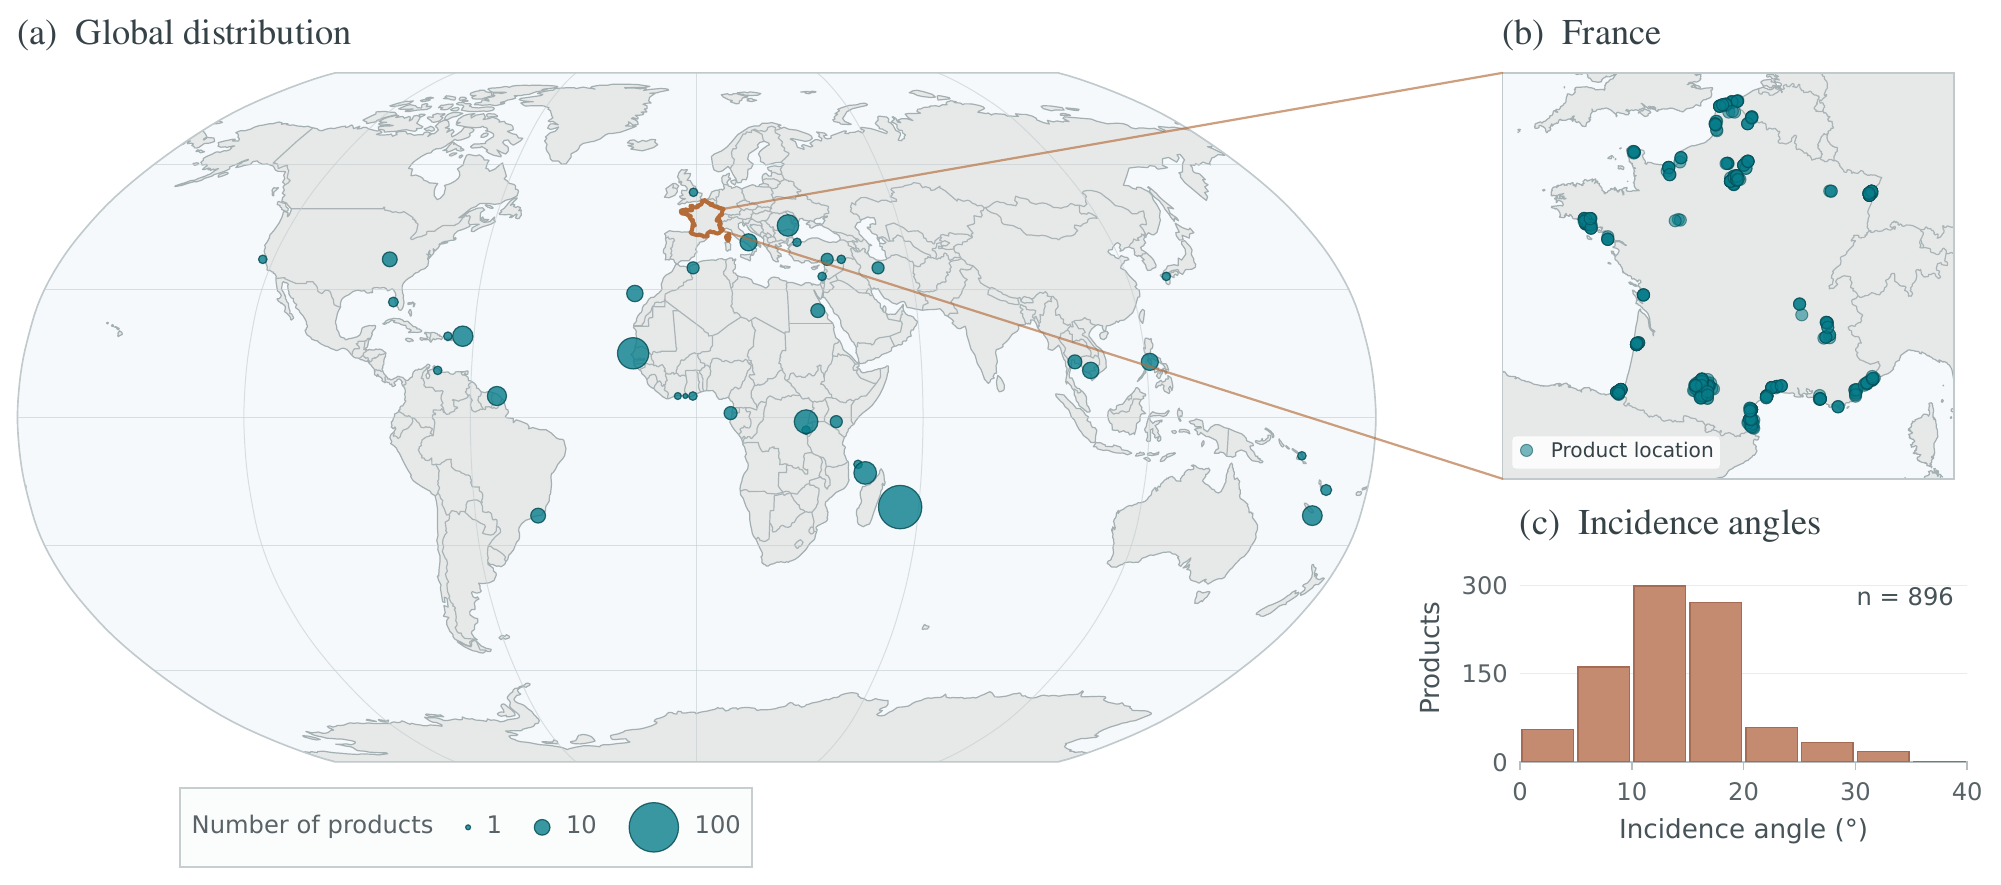 (a) Global distribution
(b) France
Product location
(c) Incidence angles
n = 896
Products
300
150
0
0 10 20 30 40
Incidence angle (°)
Number of products 1 10 100